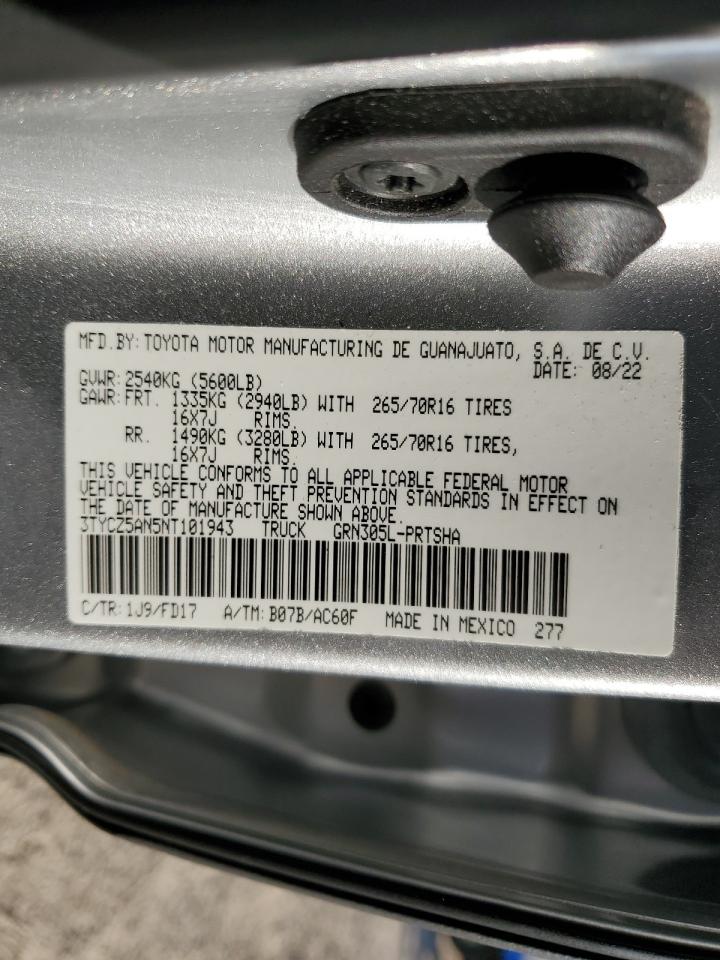 MFD.BY: TOYOTA MOTOR MANUFACTURING DE GUANAJUATO, S.A. DE C.V.
DATE: 08/22
GVWR: 2540KG (5600LB)
GAWR: FRT. 1335KG (2940LB) WITH 265/70R16 TIRES
16X7J RIMS.
RR. 1490KG (3280LB) WITH 265/70R16 TIRES,
16X7J RIMS.
THIS VEHICLE CONFORMS TO ALL APPLICABLE FEDERAL MOTOR
VEHICLE SAFETY AND THEFT PREVENTION STANDARDS IN EFFECT ON
THE DATE OF MANUFACTURE SHOWN ABOVE.
3TYCZ5AN5NT101943 TRUCK GRN305L-PRTSHA
C/TR: 1J9/FD17 A/TM: B07B/AC60F MADE IN MEXICO 277